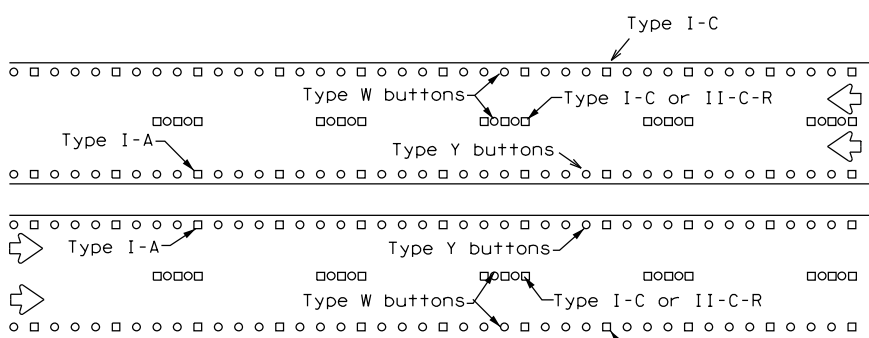 Type I-C
Type W buttons
Type I-C or II-C-R
Type I-A
Type Y buttons
Type I-A
Type Y buttons
Type W buttons
Type I-C or II-C-R